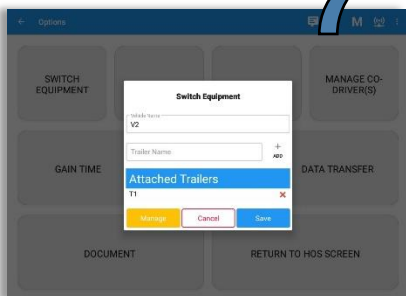 Options
M
SWITCH
EQUIPMENT
MANAGE CO-
DRIVER(S)
Switch Equipment
Vehicle Name
V2
Trailer Name
+
ADD
Attached Trailers
T1
Manage
Cancel
Save
GAIN TIME
DATA TRANSFER
DOCUMENT
RETURN TO HOS SCREEN